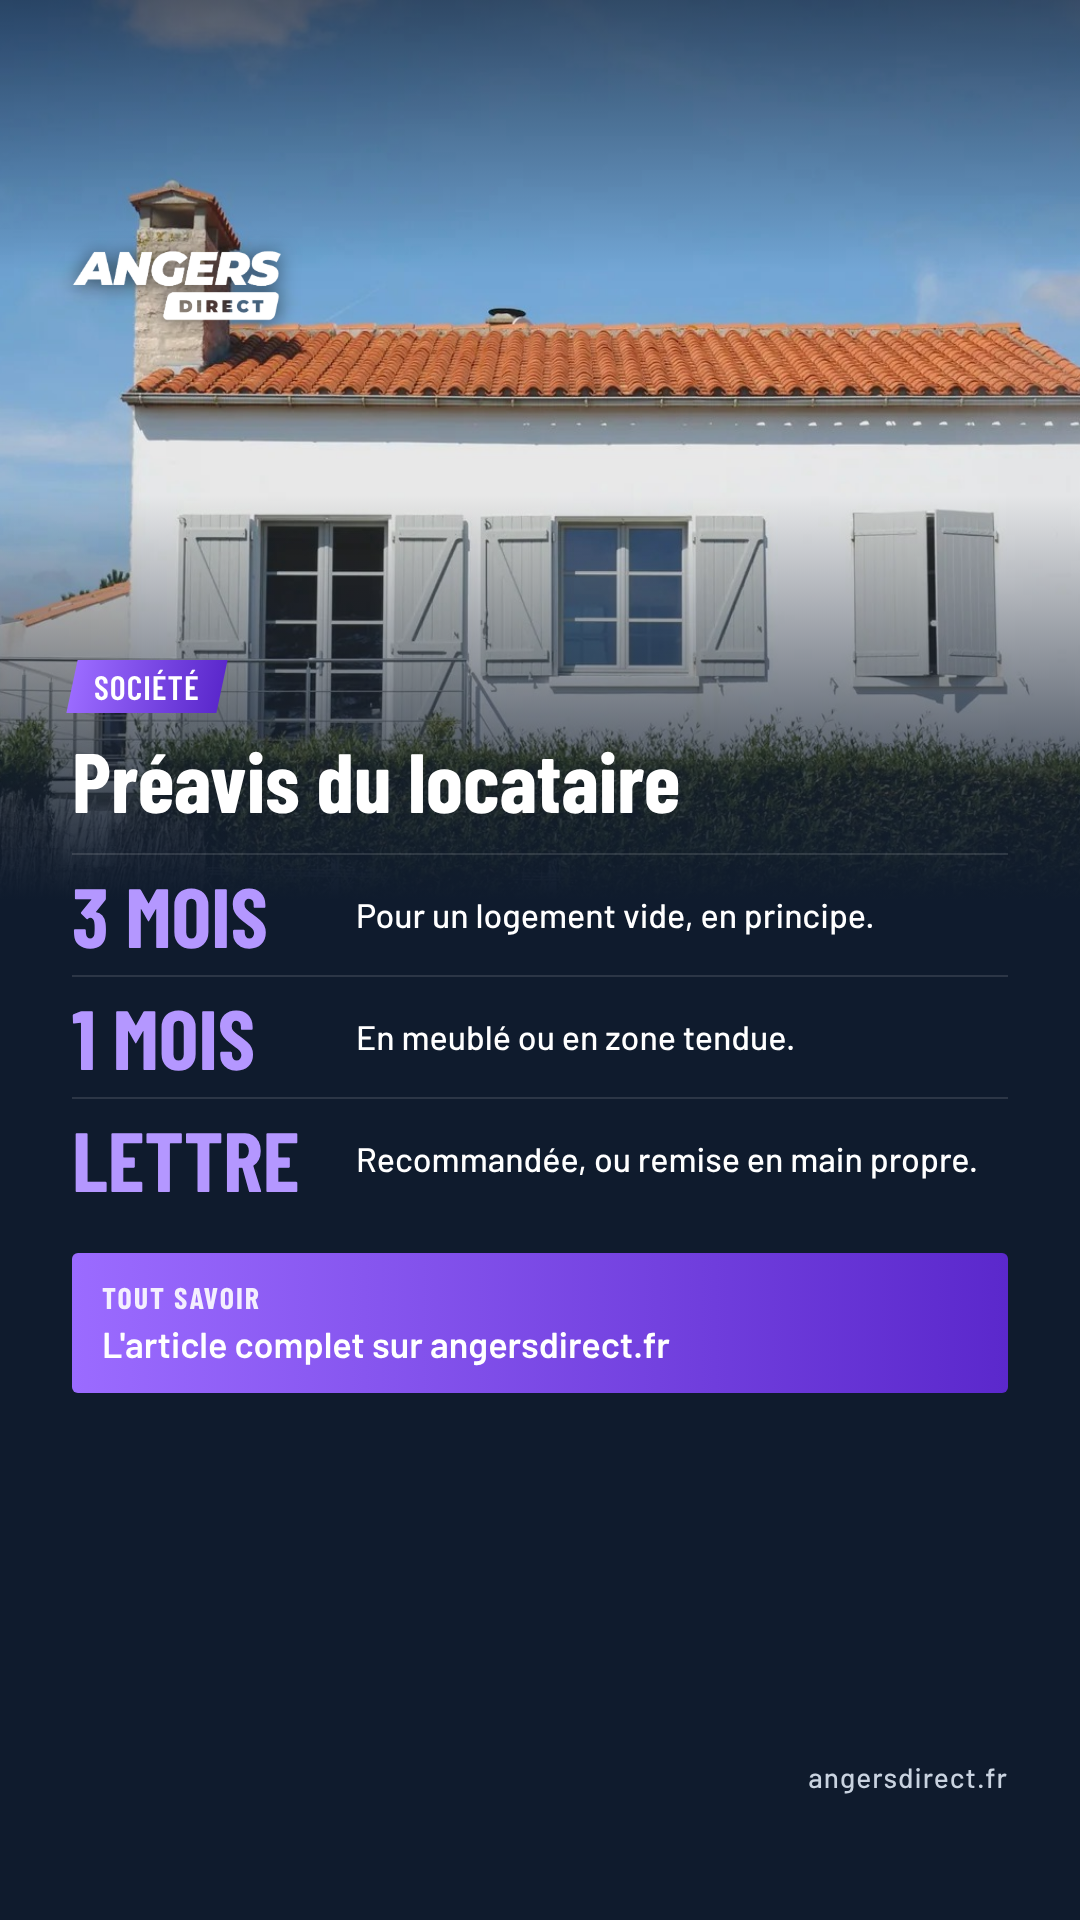 ANGERS
DIRECT
SOCIÉTÉ
Préavis du locataire
3 MOIS
Pour un logement vide, en principe.
1 MOIS
En meublé ou en zone tendue.
LETTRE
Recommandée, ou remise en main propre.
TOUT SAVOIR
L'article complet sur angersdirect.fr
angersdirect.fr